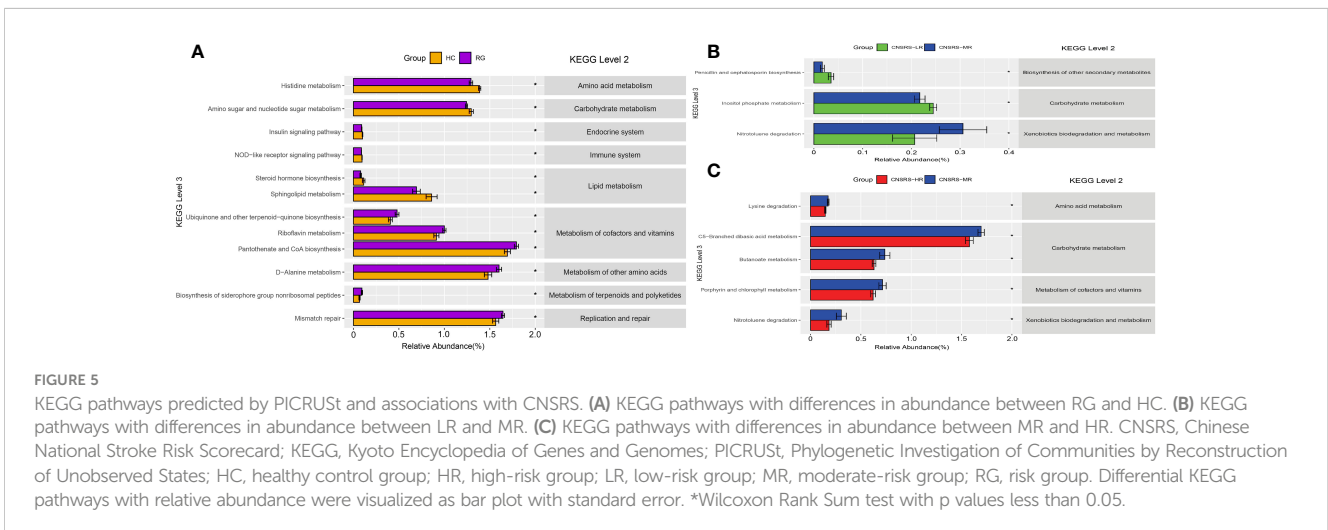 A
Group HC RG
KEGG Level 2
KEGG Level 3
Histidine metabolism * Amino acid metabolism
Amino sugar and nucleotide sugar metabolism * Carbohydrate metabolism
Insulin signaling pathway * Endocrine system
NOD−like receptor signaling pathway * Immune system
Steroid hormone biosynthesis * Lipid metabolism
Sphingolipid metabolism *
Ubiquinone and other terpenoid−quinone biosynthesis *
Riboflavin metabolism * Metabolism of cofactors and vitamins
Pantothenate and CoA biosynthesis *
D−Alanine metabolism * Metabolism of other amino acids
Biosynthesis of siderophore group nonribosomal peptides * Metabolism of terpenoids and polyketides
Mismatch repair * Replication and repair
0.0 0.5 1.0 1.5 2.0
Relative Abundance(%)
B
Group CNSRS−LR CNSRS−MR
KEGG Level 2
KEGG Level 3
Penicillin and cephalosporin biosynthesis * Biosynthesis of other secondary metabolites
Inositol phosphate metabolism * Carbohydrate metabolism
Nitrotoluene degradation * Xenobiotics biodegradation and metabolism
0.0 0.1 0.2 0.3 0.4
Relative Abundance(%)
C
Group CNSRS−HR CNSRS−MR
KEGG Level 2
KEGG Level 3
Lysine degradation * Amino acid metabolism
C5−Branched dibasic acid metabolism * Carbohydrate metabolism
Butanoate metabolism *
Porphyrin and chlorophyll metabolism * Metabolism of cofactors and vitamins
Nitrotoluene degradation * Xenobiotics biodegradation and metabolism
0.0 0.5 1.0 1.5 2.0
Relative Abundance(%)
FIGURE 5
KEGG pathways predicted by PICRUSt and associations with CNSRS. (A) KEGG pathways with differences in abundance between RG and HC. (B) KEGG
pathways with differences in abundance between LR and MR. (C) KEGG pathways with differences in abundance between MR and HR. CNSRS, Chinese
National Stroke Risk Scorecard; KEGG, Kyoto Encyclopedia of Genes and Genomes; PICRUSt, Phylogenetic Investigation of Communities by Reconstruction
of Unobserved States; HC, healthy control group; HR, high-risk group; LR, low-risk group; MR, moderate-risk group; RG, risk group. Differential KEGG
pathways with relative abundance were visualized as bar plot with standard error. *Wilcoxon Rank Sum test with p values less than 0.05.